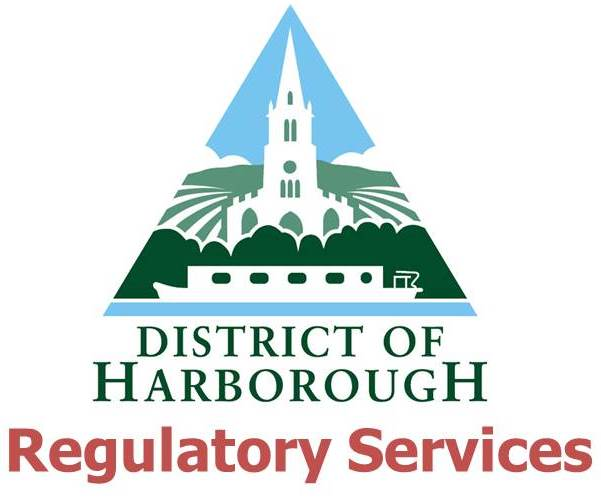 DISTRICT OF
HARBOROUGH
Regulatory Services